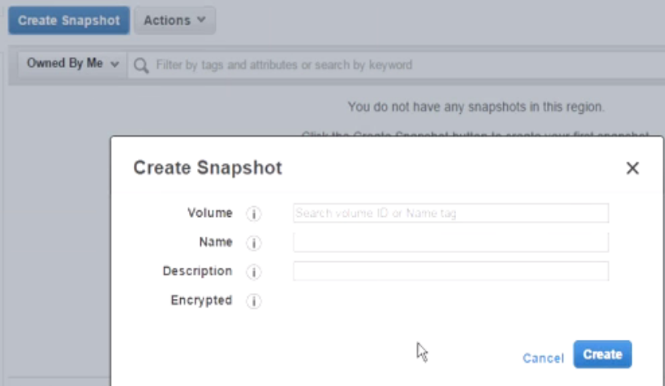 Create Snapshot Actions
Owned By Me Filter by tags and attributes or search by keyword
You do not have any snapshots in this region.
Click the Create Snapshot button to create your first snapshot
Create Snapshot
Volume i Search volume ID or Name tag
Name i
Description i
Encrypted i
Cancel Create